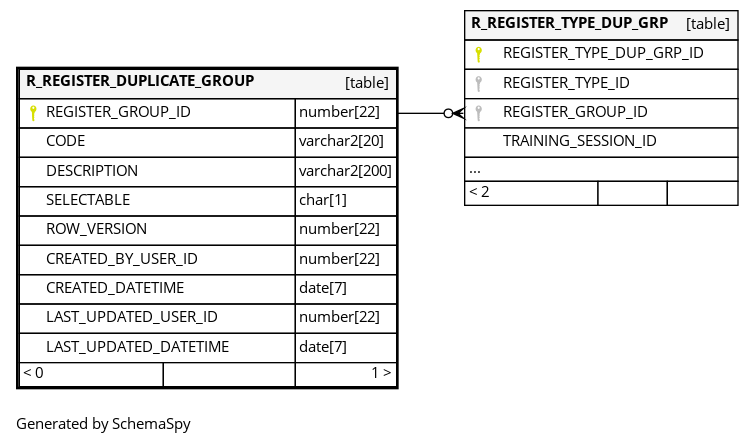 R_REGISTER_DUPLICATE_GROUP [table]
REGISTER_GROUP_ID number[22]
CODE varchar2[20]
DESCRIPTION varchar2[200]
SELECTABLE char[1]
ROW_VERSION number[22]
CREATED_BY_USER_ID number[22]
CREATED_DATETIME date[7]
LAST_UPDATED_USER_ID number[22]
LAST_UPDATED_DATETIME date[7]
< 0 1 >
R_REGISTER_TYPE_DUP_GRP [table]
REGISTER_TYPE_DUP_GRP_ID
REGISTER_TYPE_ID
REGISTER_GROUP_ID
TRAINING_SESSION_ID
...
< 2
Generated by SchemaSpy